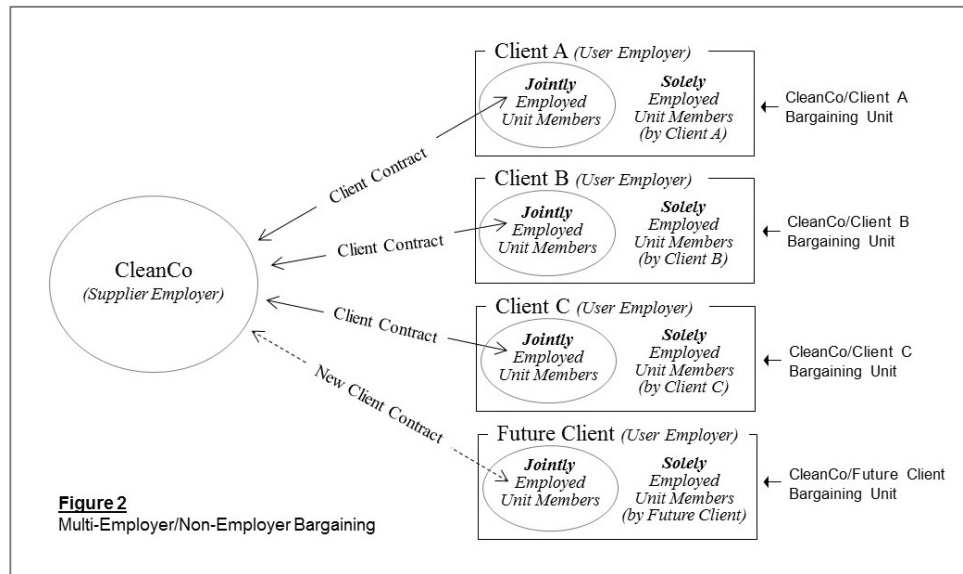 Client A (User Employer)
Jointly
Employed
Unit Members
Solely
Employed
Unit Members
(by Client A)
CleanCo/Client A
Bargaining Unit
Client Contract
Client B (User Employer)
Jointly
Employed
Unit Members
Solely
Employed
Unit Members
(by Client B)
CleanCo/Client B
Bargaining Unit
Client Contract
CleanCo
(Supplier Employer)
Client C (User Employer)
Jointly
Employed
Unit Members
Solely
Employed
Unit Members
(by Client C)
CleanCo/Client C
Bargaining Unit
Client Contract
New Client Contract
Future Client (User Employer)
Jointly
Employed
Unit Members
Solely
Employed
Unit Members
(by Future Client)
CleanCo/Future Client
Bargaining Unit
Figure 2
Multi-Employer/Non-Employer Bargaining